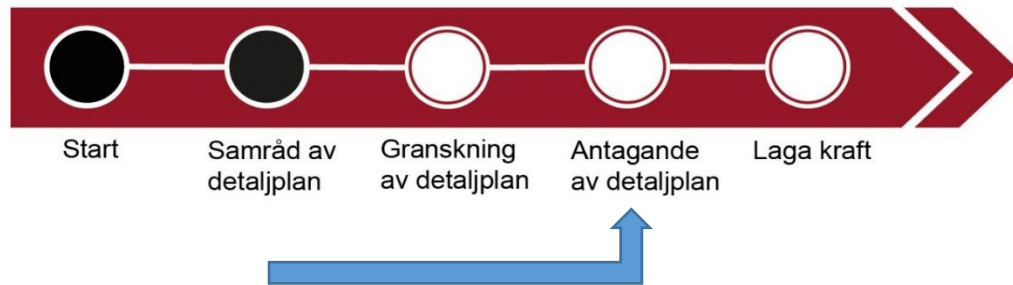 Start
Samråd av
detaljplan
Granskning
av detaljplan
Antagande
av detaljplan
Laga kraft